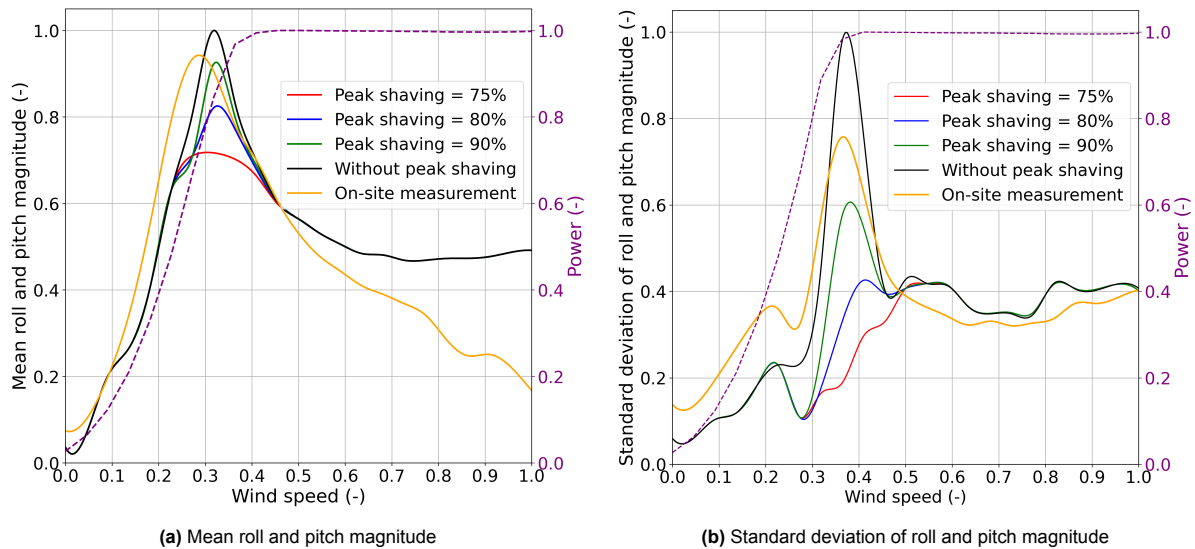 Mean roll and pitch magnitude (-)
1.0
0.8
0.6
0.4
0.2
0.0
0.0 0.1 0.2 0.3 0.4 0.5 0.6 0.7 0.8 0.9 1.0
Wind speed (-)
Peak shaving = 75%
Peak shaving = 80%
Peak shaving = 90%
Without peak shaving
On-site measurement
1.0
0.8
0.6
0.4
0.2
0.0
Power (-)
(a) Mean roll and pitch magnitude
Standard deviation of roll and pitch magnitude (-)
1.0
0.8
0.6
0.4
0.2
0.0
0.0 0.1 0.2 0.3 0.4 0.5 0.6 0.7 0.8 0.9 1.0
Wind speed (-)
Peak shaving = 75%
Peak shaving = 80%
Peak shaving = 90%
Without peak shaving
On-site measurement
1.0
0.8
0.6
0.4
0.2
0.0
Power (-)
(b) Standard deviation of roll and pitch magnitude